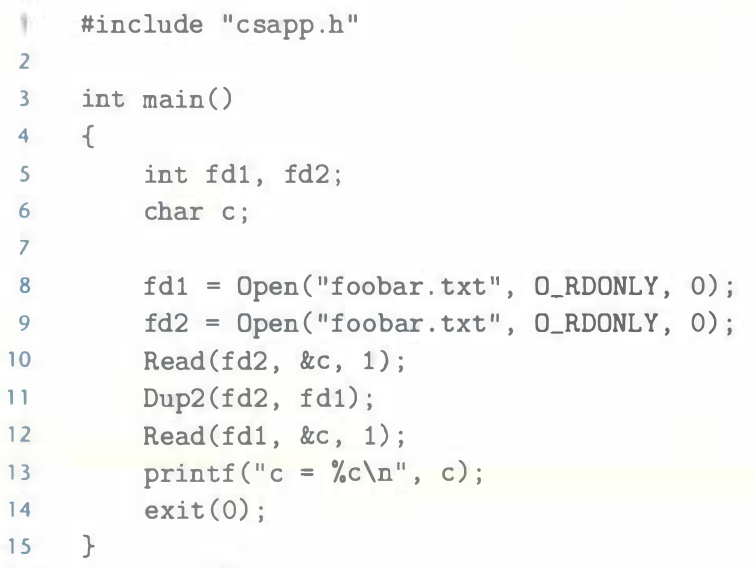 1 #include "csapp.h"
2
3 int main()
4 {
5 int fd1, fd2;
6 char c;
7
8 fd1 = Open("foobar.txt", O_RDONLY, 0);
9 fd2 = Open("foobar.txt", O_RDONLY, 0);
10 Read(fd2, &c, 1);
11 Dup2(fd2, fd1);
12 Read(fd1, &c, 1);
13 printf("c = %c\n", c);
14 exit(0);
15 }